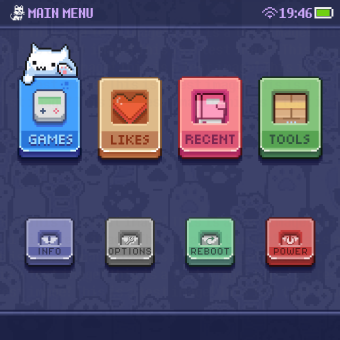 MAIN MENU
19:46
GAMES LIKES RECENT TOOLS
INFO OPTIONS REBOOT POWER